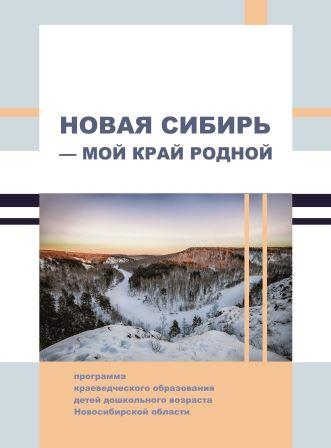 НОВАЯ СИБИРЬ
— МОЙ КРАЙ РОДНОЙ
программа
краеведческого образования
детей дошкольного возраста
Новосибирской области